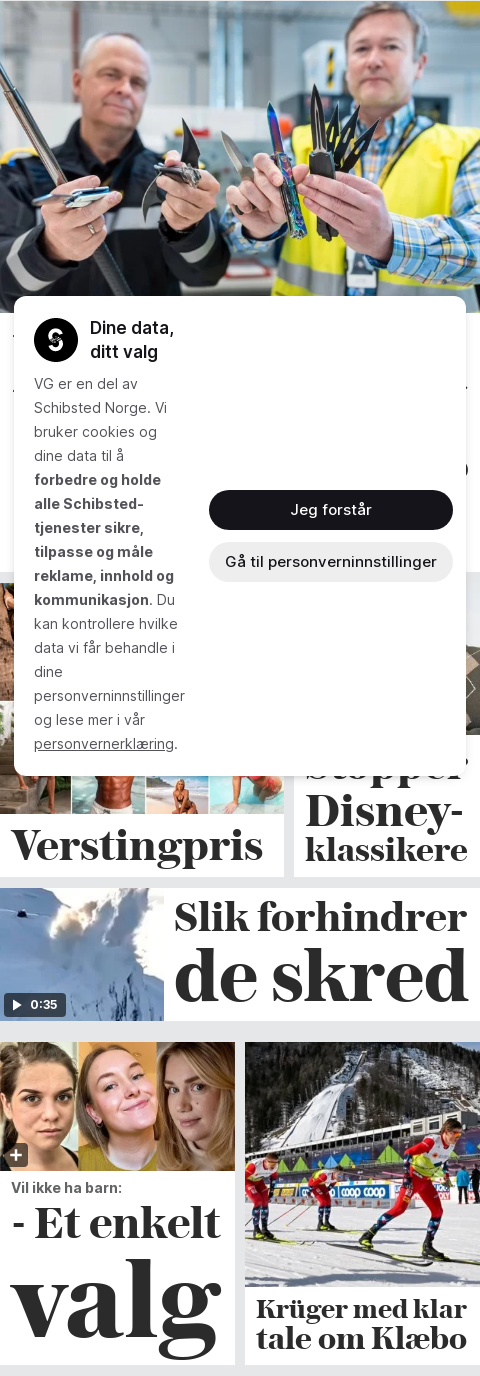 Dine data,
ditt valg
VG er en del av
Schibsted Norge. Vi
bruker cookies og
dine data til å
forbedre og holde
alle Schibsted-
tjenester sikre,
tilpasse og måle
reklame, innhold og
kommunikasjon. Du
kan kontrollere hvilke
data vi får behandle i
dine
personverninnstillinger
og lese mer i vår
personvernerklæring.
Jeg forstår
Gå til personverninnstillinger
Verstingpris
Stopper
Disney-
klassikere
0:35
Slik forhindrer
de skred
Vil ikke ha barn:
- Et enkelt
valg
coop coop
Krüger med klar
tale om Klæbo